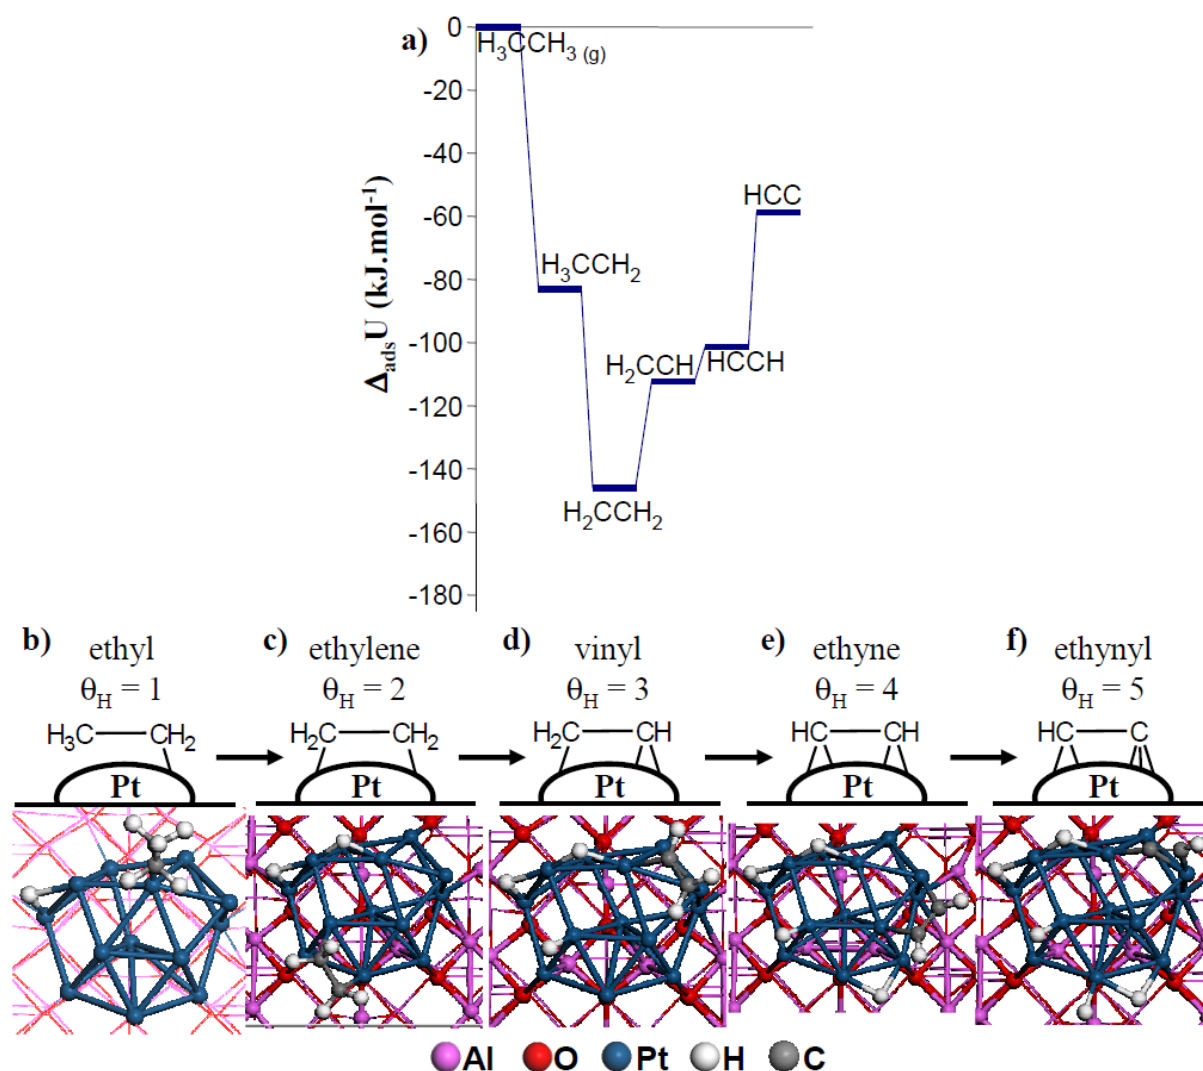 a)
0
-20
-40
-60
-80
-100
-120
-140
-160
-180
ΔadsU (kJ.mol-1)
H3CCH3 (g)
H3CCH2
H2CCH2
H2CCH
HCCH
HCC
b) ethyl
θH = 1
H3C CH2
Pt
c) ethylene
θH = 2
H2C CH2
Pt
d) vinyl
θH = 3
H2C CH
Pt
e) ethyne
θH = 4
HC CH
Pt
f) ethynyl
θH = 5
HC C
Pt
Al O Pt H C